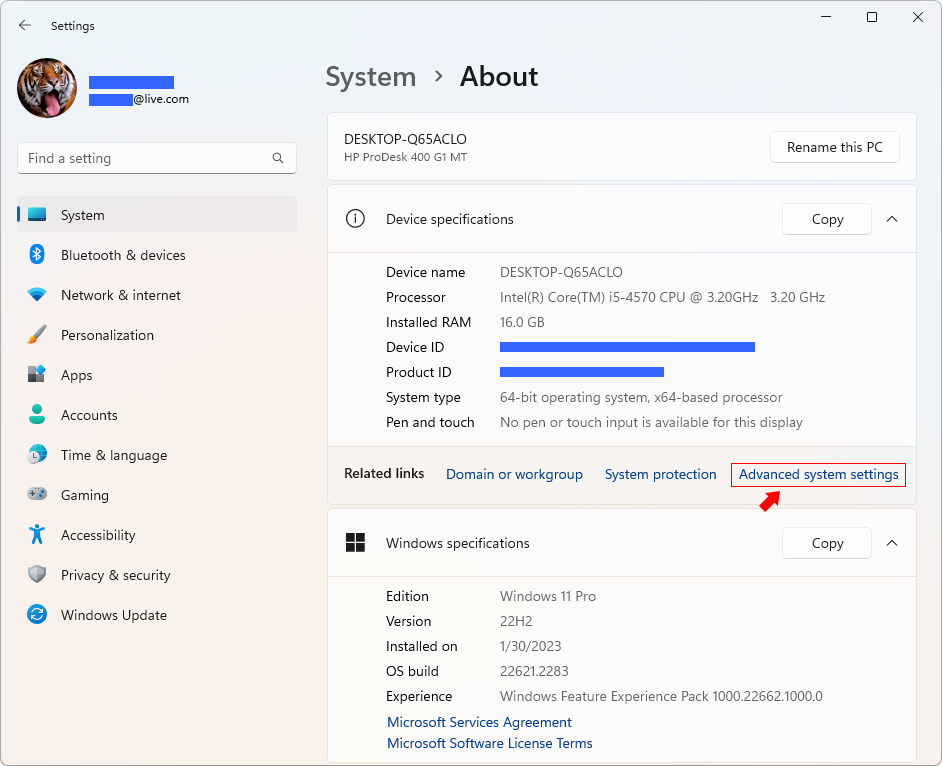 Settings
@live.com
Find a setting
System
Bluetooth & devices
Network & internet
Personalization
Apps
Accounts
Time & language
Gaming
Accessibility
Privacy & security
Windows Update
System › About
DESKTOP-Q65ACLO
HP ProDesk 400 G1 MT
Rename this PC
Device specifications
Copy
Device name DESKTOP-Q65ACLO
Processor Intel(R) Core(TM) i5-4570 CPU @ 3.20GHz 3.20 GHz
Installed RAM 16.0 GB
Device ID
Product ID
System type 64-bit operating system, x64-based processor
Pen and touch No pen or touch input is available for this display
Related links Domain or workgroup System protection Advanced system settings
Windows specifications
Copy
Edition Windows 11 Pro
Version 22H2
Installed on 1/30/2023
OS build 22621.2283
Experience Windows Feature Experience Pack 1000.22662.1000.0
Microsoft Services Agreement
Microsoft Software License Terms